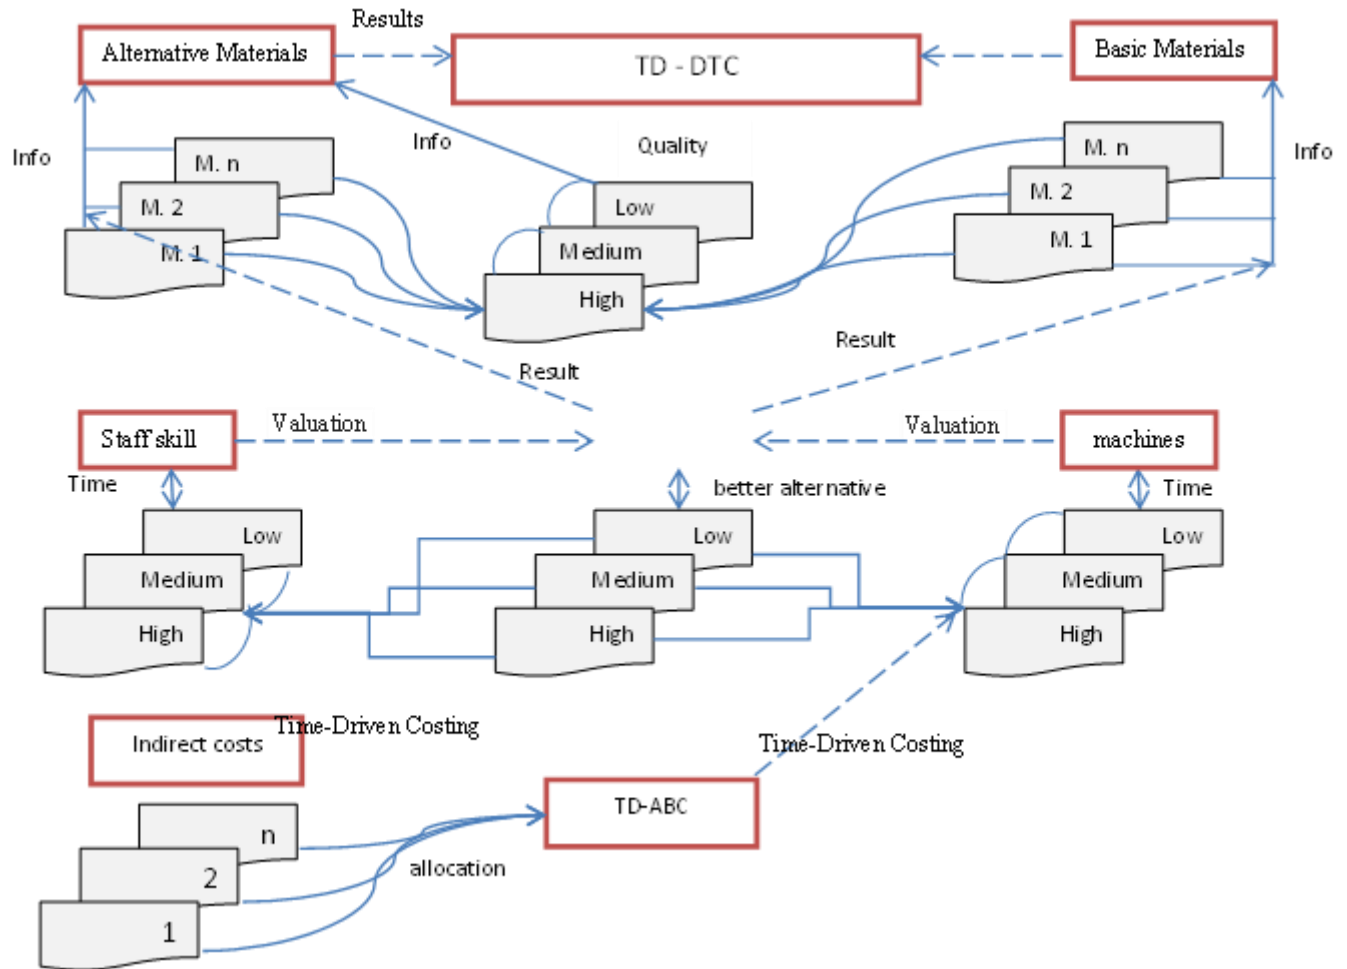 Results
Alternative Materials
TD - DTC
Basic Materials
Info
Info
Quality
Info
M. n
M. 2
M. 1
Low
Medium
High
M. n
M. 2
M. 1
Result
Result
Staff skill
Valuation
Valuation
machines
Time
better alternative
Time
Low
Medium
High
Low
Medium
High
Low
Medium
High
Time-Driven Costing
Indirect costs
Time-Driven Costing
TD-ABC
n
2
1
allocation